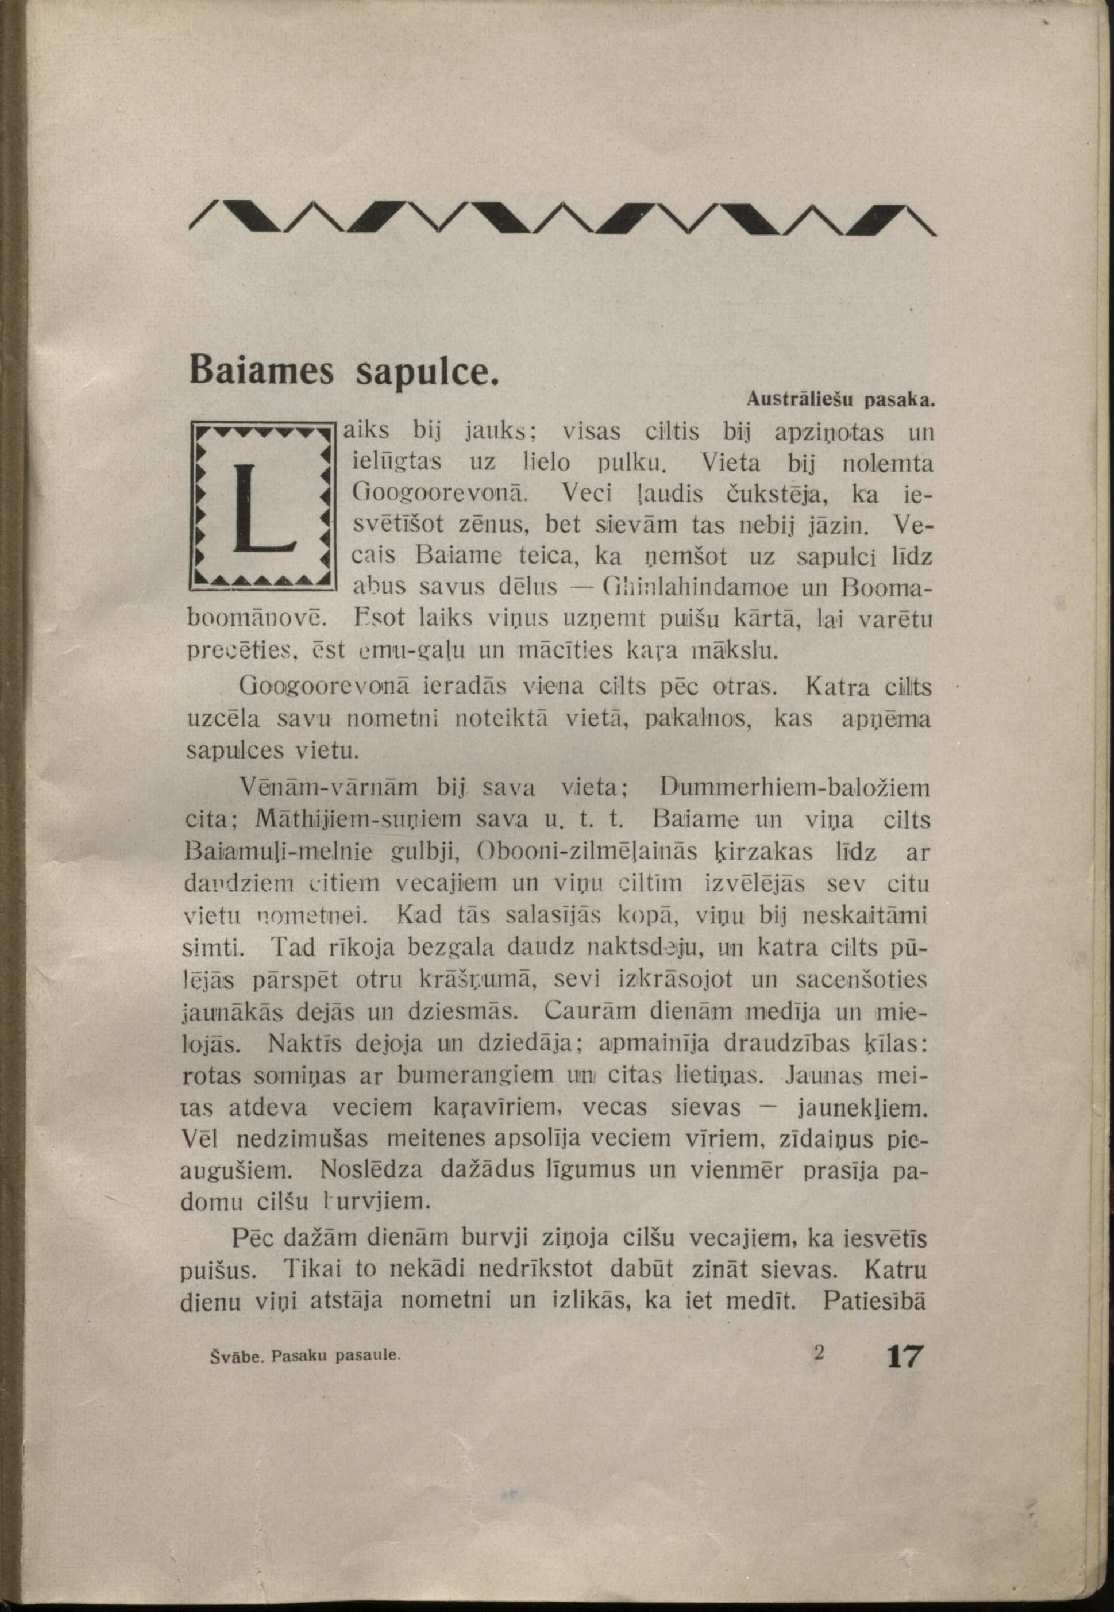 Baiames sapulce.
Austrāliešu pasaka.
Laiks bij jauks; visas ciltis bij apziņotas un
ielūgtas uz lielo pulku. Vieta bij nolemta
Googoorevonā. Veci ļaudis čukstēja, ka ie-
svētīšot zēnus, bet sievām tas nebij jāzin. Ve-
cais Baiame teica, ka ņemšot uz sapulci līdz
abus savus dēlus — Ghinlahindamoe un Booma-
boomānovē. Esot laiks viņus uzņemt puišu kārtā, lai varētu
precēties, ēst emu-gaļu un mācīties kaŗa mākslu.
Googoorevonā ieradās viena cilts pēc otras. Katra cilts
uzcēla savu nometni noteiktā vietā, pakalnos, kas apņēma
sapulces vietu.
Vēnām-vārnām bij sava vieta; Dummerhiem-baložiem
cita; Māthijiem-suņiem sava u. t. t. Baiame un viņa cilts
Baiamuļi-melnie gulbji, Obooni-zilmēļainās ķirzakas līdz ar
daudziem citiem vecajiem un viņu ciltīm izvēlējās sev citu
vietu nometnei. Kad tās salasījās kopā, viņu bij neskaitāmi
simti. Tad rīkoja bezgala daudz naktsdeju, un katra cilts pū-
lējās pārspēt otru krāšņumā, sevi izkrāsojot un sacenšoties
jaunākās dejās un dziesmās. Caurām dienām medīja un mie-
lojās. Naktīs dejoja un dziedāja; apmainīja draudzības ķīlas:
rotas somiņas ar bumerangiem un citas lietiņas. Jaunas mei-
tas atdeva veciem kaŗavīriem, vecas sievas — jaunekļiem.
Vēl nedzimušas meitenes apsolīja veciem vīriem, zīdaiņus pie-
augušiem. Noslēdza dažādus līgumus un vienmēr prasīja pa-
domu cilšu burvjiem.
Pēc dažām dienām burvji ziņoja cilšu vecajiem, ka iesvētīs
puišus. Tikai to nekādi nedrīkstot dabūt zināt sievas. Katru
dienu viņi atstāja nometni un izlikās, ka iet medīt. Patiesībā
Švābe. Pasaku pasaule. 2 17